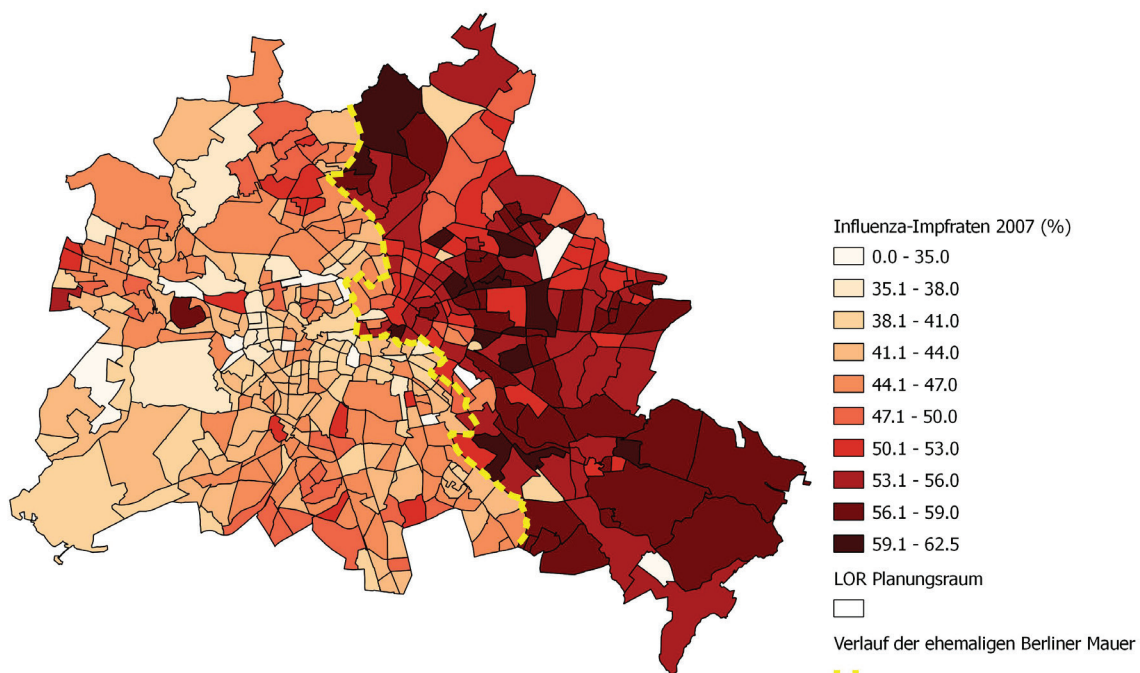 Influenza-Impfraten 2007 (%)
0.0 - 35.0
35.1 - 38.0
38.1 - 41.0
41.1 - 44.0
44.1 - 47.0
47.1 - 50.0
50.1 - 53.0
53.1 - 56.0
56.1 - 59.0
59.1 - 62.5
LOR Planungsraum
Verlauf der ehemaligen Berliner Mauer